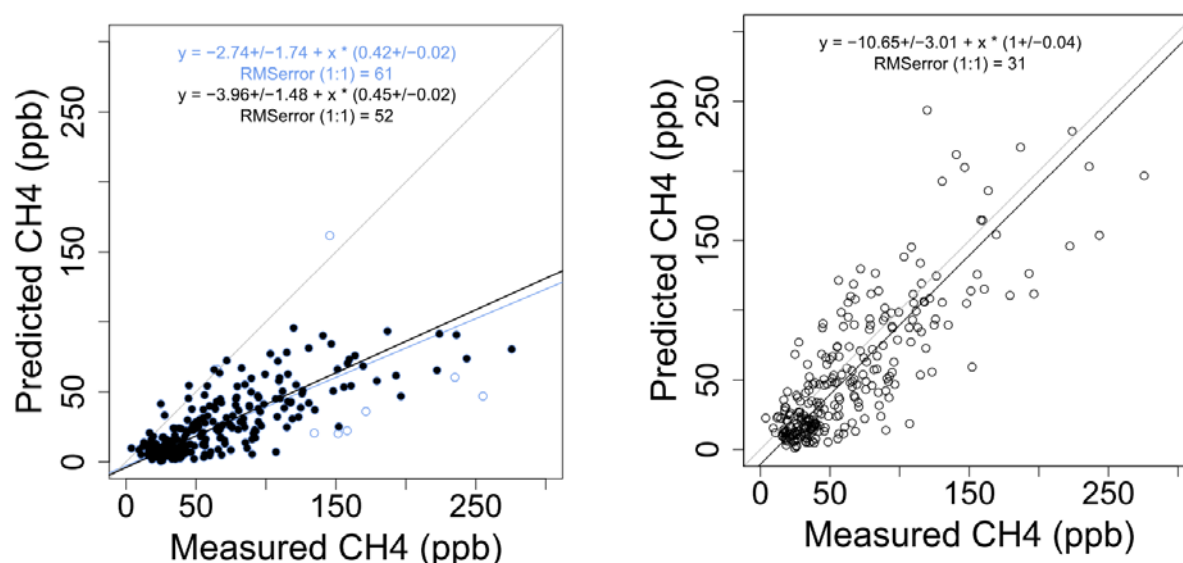 y = −2.74+/−1.74 + x * (0.42+/−0.02)
RMSerror (1:1) = 61
y = −3.96+/−1.48 + x * (0.45+/−0.02)
RMSerror (1:1) = 52
Predicted CH4 (ppb)
250
150
50
0
0 50 150 250
Measured CH4 (ppb)
y = −10.65+/−3.01 + x * (1+/−0.04)
RMSerror (1:1) = 31
Predicted CH4 (ppb)
250
150
50
0
0 50 150 250
Measured CH4 (ppb)